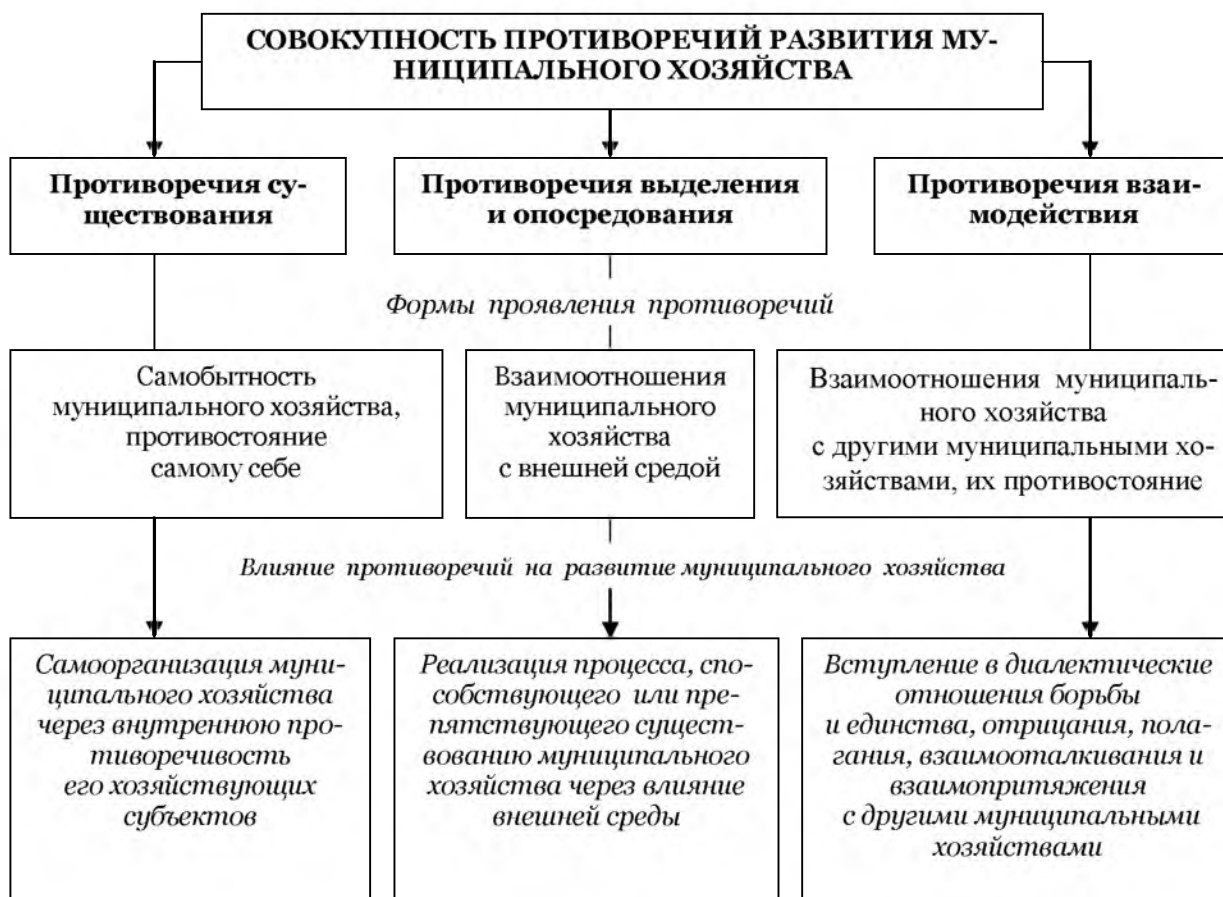 СОВОКУПНОСТЬ ПРОТИВОРЕЧИЙ РАЗВИТИЯ МУ-
НИЦИПАЛЬНОГО ХОЗЯЙСТВА
Противоречия су-
ществования
Противоречия выделения
и опосредования
Противоречия взаи-
модействия
Формы проявления противоречий
Самобытность
муниципального хозяйства,
противостояние
самому себе
Взаимоотношения
муниципального
хозяйства
с внешней средой
Взаимоотношения муниципаль-
ного хозяйства
с другими муниципальными хо-
зяйствами, их противостояние
Влияние противоречий на развитие муниципального хозяйства
Самоорганизация муни-
ципального хозяйства
через внутреннюю про-
тиворечивость
его хозяйствующих
субъектов
Реализация процесса, спо-
собствующего или пре-
пятствующего сущест-
вованию муниципального
хозяйства через влияние
внешней среды
Вступление в диалектические
отношения борьбы
и единства, отрицания, пола-
гания, взаимооталкивания и
взаимопритяжения
с другими муниципальными
хозяйствами